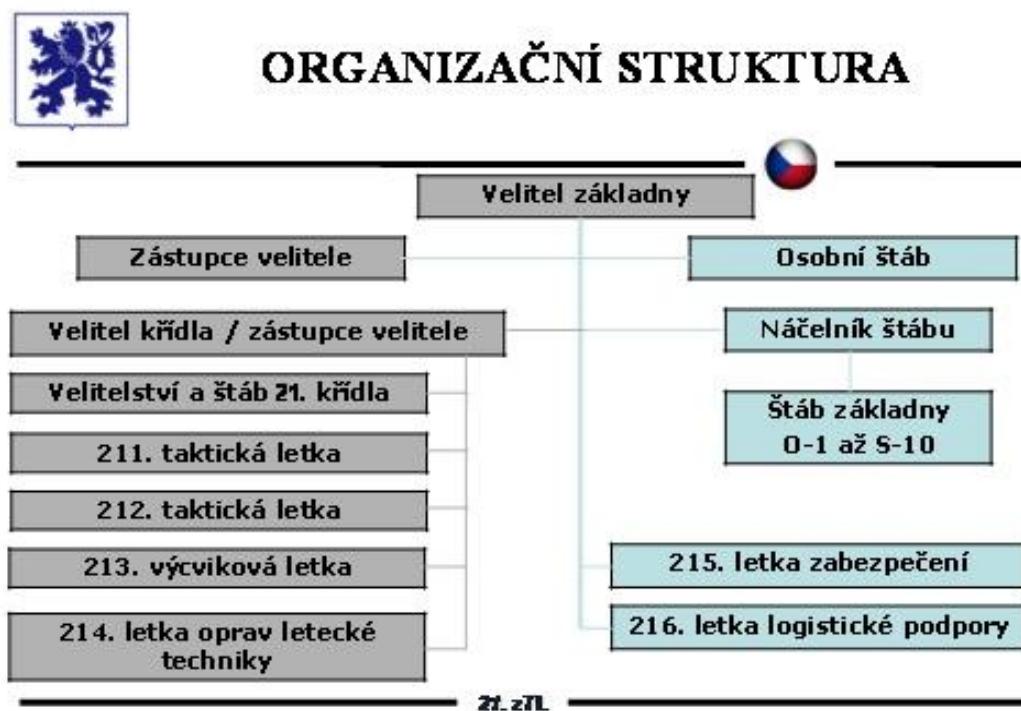 ORGANIZAČNÍ STRUKTURA
Velitel základny
Zástupce velitele
Osobní štáb
Velitel křídla / zástupce velitele
Náčelník štábu
Velitelství a štáb 21. křídla
Štáb základny
O-1 až S-10
211. taktická letka
212. taktická letka
213. výcviková letka
215. letka zabezpečení
214. letka oprav letecké
techniky
216. letka logistické podpory
21. zTL